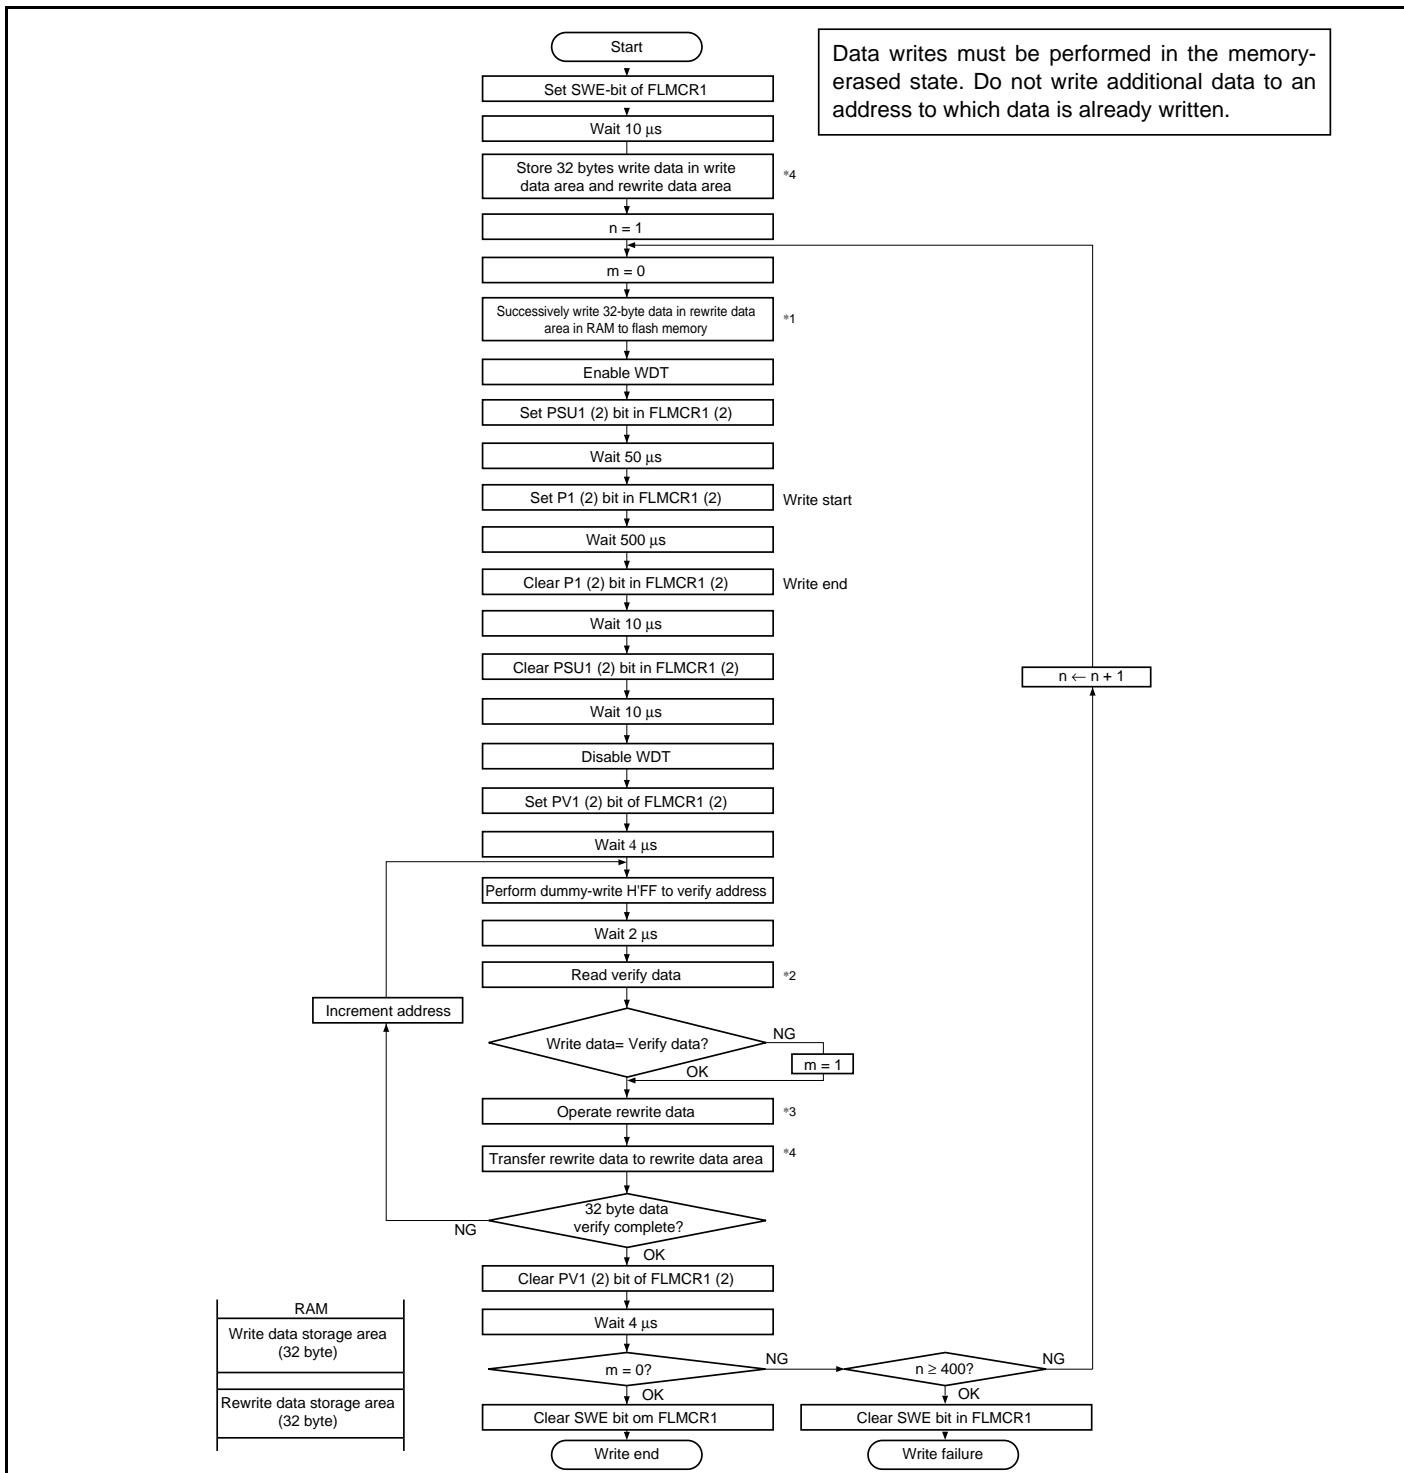 Start
Data writes must be performed in the memory-
erased state. Do not write additional data to an
address to which data is already written.
Set SWE-bit of FLMCR1
Wait 10 μs
Store 32 bytes write data in write
data area and rewrite data area
*4
n = 1
m = 0
Successively write 32-byte data in rewrite data
area in RAM to flash memory
*1
Enable WDT
Set PSU1 (2) bit in FLMCR1 (2)
Wait 50 μs
Set P1 (2) bit in FLMCR1 (2)
Write start
Wait 500 μs
Clear P1 (2) bit in FLMCR1 (2)
Write end
Wait 10 μs
Clear PSU1 (2) bit in FLMCR1 (2)
n ← n + 1
Wait 10 μs
Disable WDT
Set PV1 (2) bit of FLMCR1 (2)
Wait 4 μs
Perform dummy-write H'FF to verify address
Wait 2 μs
Read verify data
*2
Increment address
Write data= Verify data?
NG
m = 1
OK
Operate rewrite data
*3
Transfer rewrite data to rewrite data area
*4
32 byte data
verify complete?
NG
OK
Clear PV1 (2) bit of FLMCR1 (2)
RAM
Write data storage area
(32 byte)
Rewrite data storage area
(32 byte)
Wait 4 μs
m = 0?
NG
n ≥ 400?
NG
OK
OK
Clear SWE bit om FLMCR1
Clear SWE bit in FLMCR1
Write end
Write failure